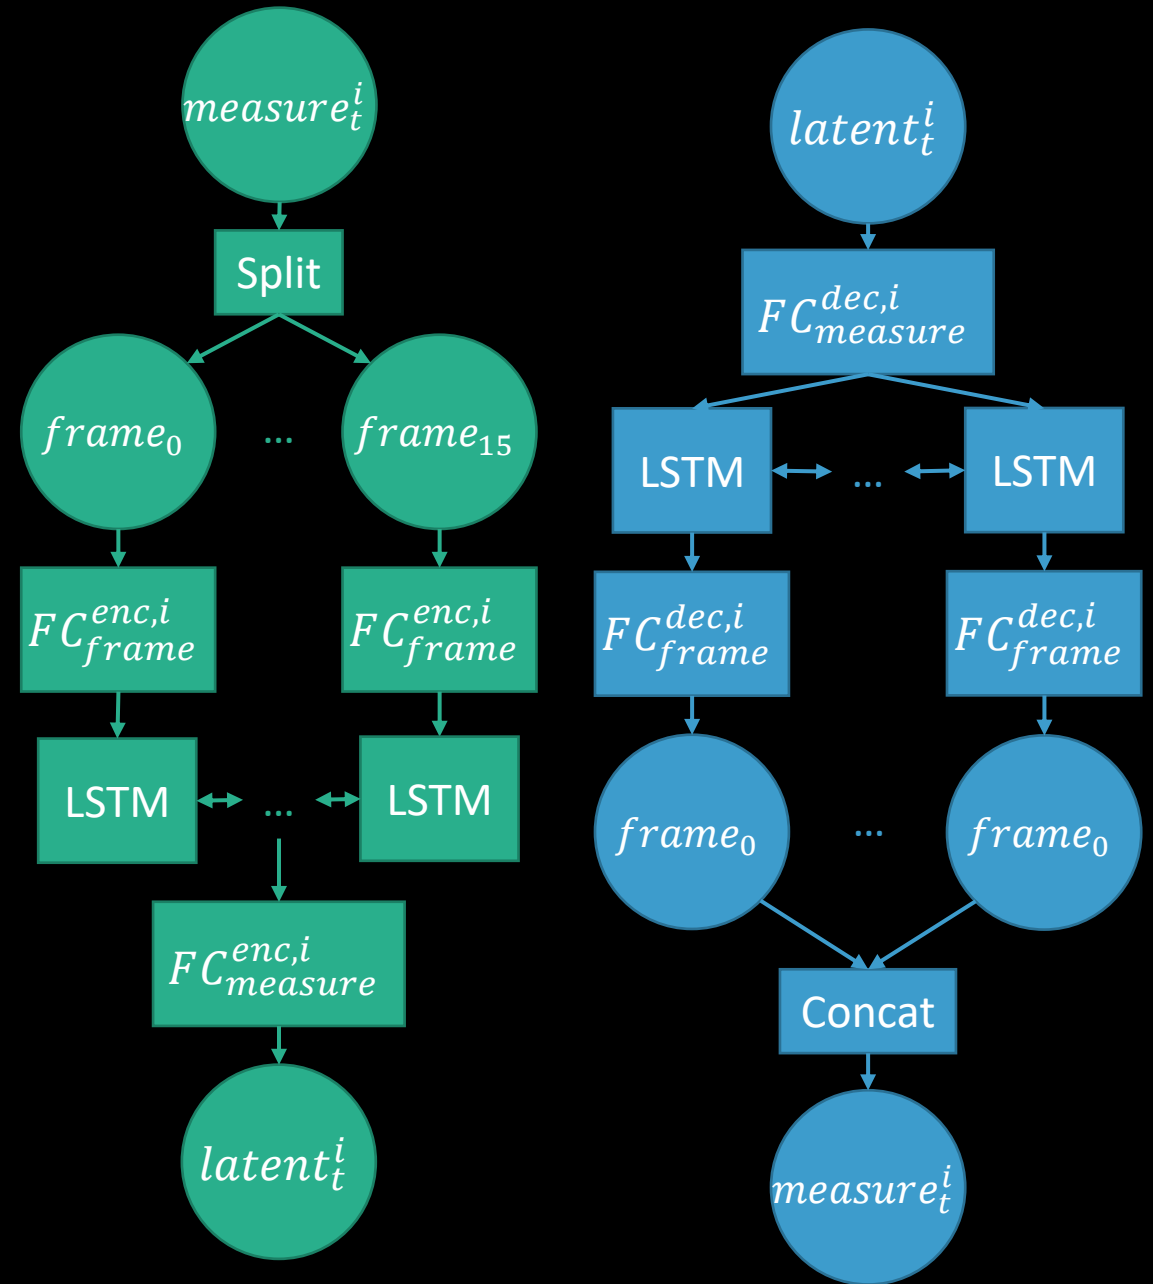 measure_t^i
Split
frame_0 ... frame_15
FC_frame^enc,i FC_frame^enc,i
LSTM ... LSTM
FC_measure^enc,i
latent_t^i
latent_t^i
FC_measure^dec,i
LSTM ... LSTM
FC_frame^dec,i FC_frame^dec,i
frame_0 ... frame_0
Concat
measure_t^i